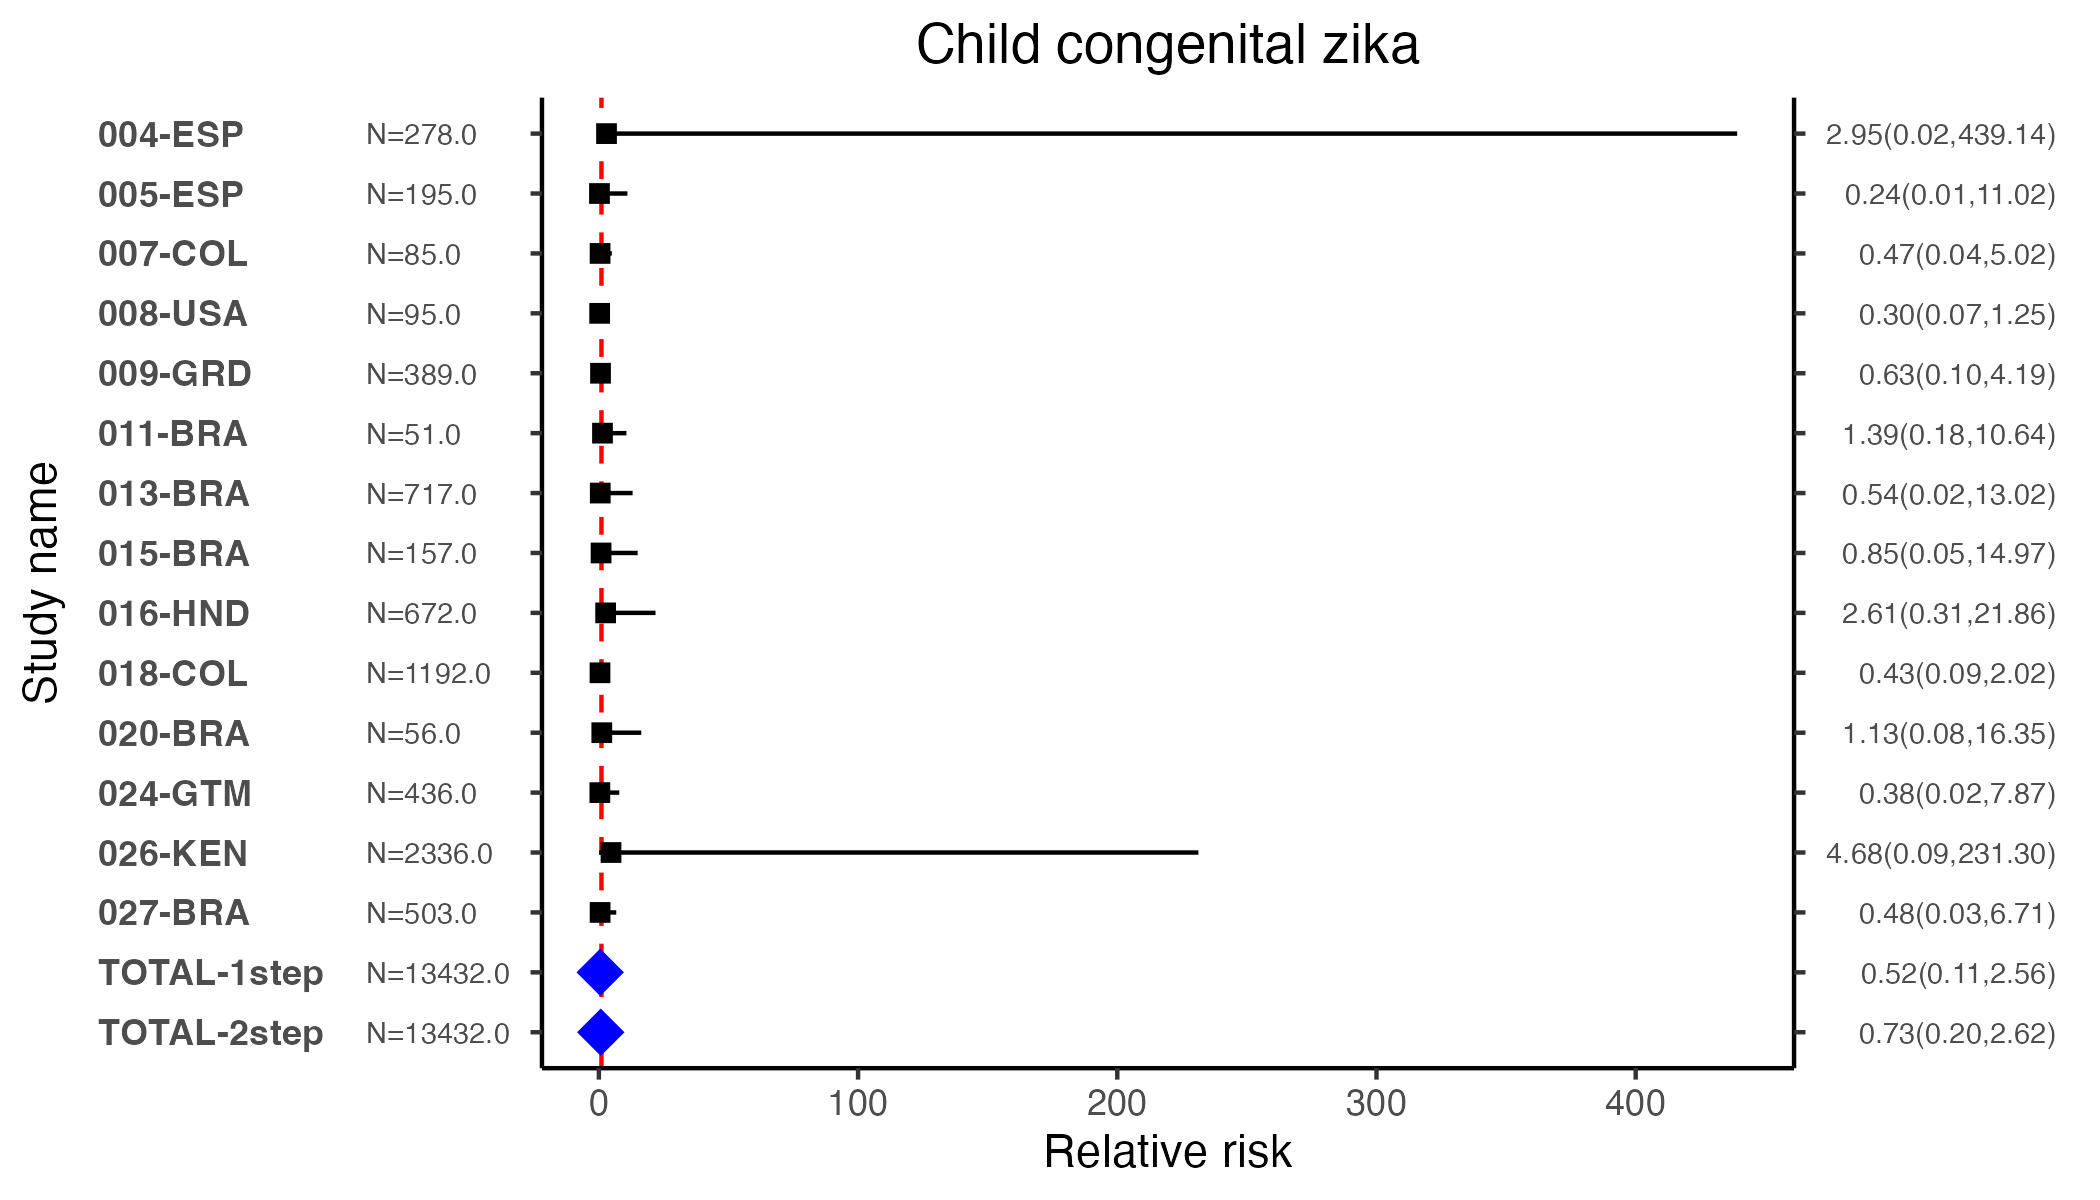 Child congenital zika
Study name
004-ESP N=278.0 2.95(0.02,439.14)
005-ESP N=195.0 0.24(0.01,11.02)
007-COL N=85.0 0.47(0.04,5.02)
008-USA N=95.0 0.30(0.07,1.25)
009-GRD N=389.0 0.63(0.10,4.19)
011-BRA N=51.0 1.39(0.18,10.64)
013-BRA N=717.0 0.54(0.02,13.02)
015-BRA N=157.0 0.85(0.05,14.97)
016-HND N=672.0 2.61(0.31,21.86)
018-COL N=1192.0 0.43(0.09,2.02)
020-BRA N=56.0 1.13(0.08,16.35)
024-GTM N=436.0 0.38(0.02,7.87)
026-KEN N=2336.0 4.68(0.09,231.30)
027-BRA N=503.0 0.48(0.03,6.71)
TOTAL-1step N=13432.0 0.52(0.11,2.56)
TOTAL-2step N=13432.0 0.73(0.20,2.62)
0 100 200 300 400
Relative risk